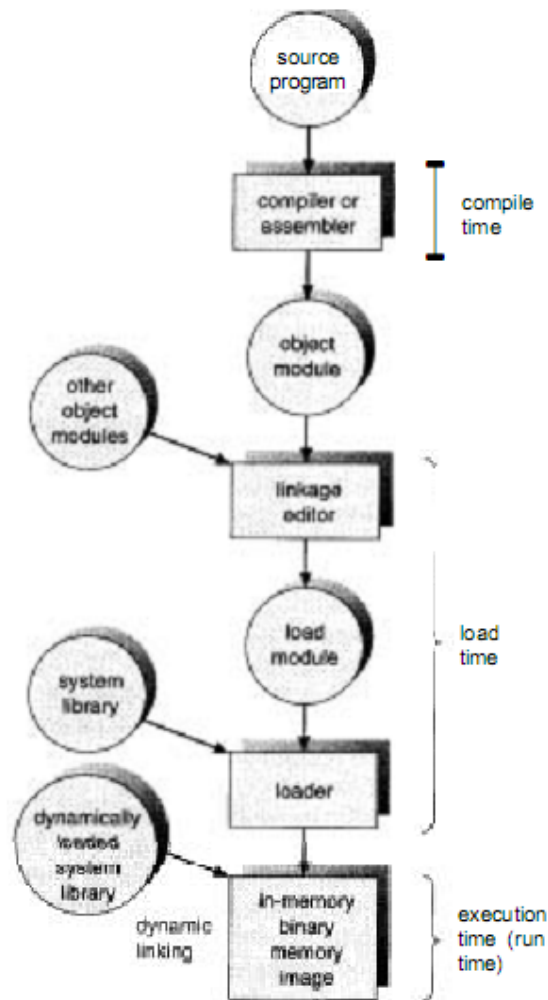 source
program
compiler or
assembler
compile
time
object
module
other
object
modules
linkage
editor
load
module
load
time
system
library
loader
dynamically
loaded
system
library
dynamic
linking
in-memory
binary
memory
image
execution
time (run
time)